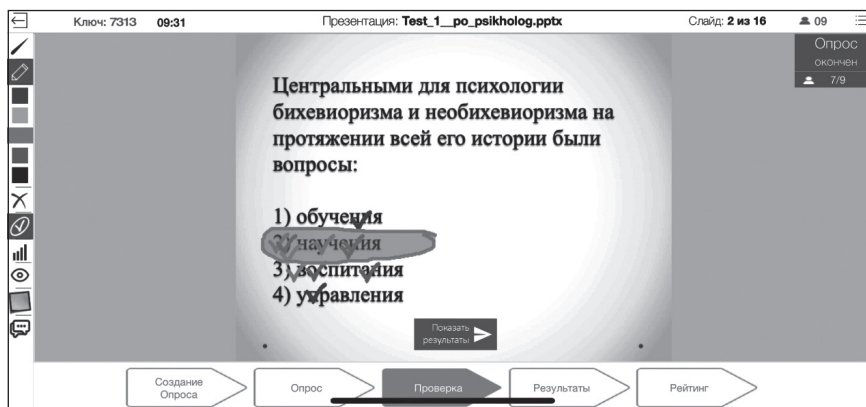 Ключ: 7313 09:31 Презентация: Test_1__po_psikholog.pptx Слайд: 2 из 16 09
Опрос
окончен
7/9
Центральными для психологии
бихевиоризма и необихевиоризма на
протяжении всей его истории были
вопросы:
1) обучения
2) научения
3) воспитания
4) управления
Показать
результаты
Создание
Опроса
Опрос
Проверка
Результаты
Рейтинг